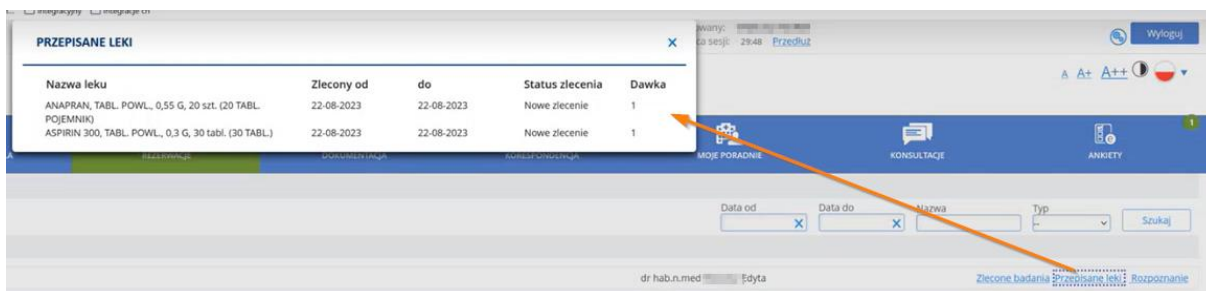 integracyjny integracje cn
PRZEPISANE LEKI ×
Nazwa leku Zlecony od do Status zlecenia Dawka
ANAPRAN, TABL. POWL., 0,55 G, 20 szt. (20 TABL. 22-08-2023 22-08-2023 Nowe zlecenie 1
POJEMNIK)
ASPIRIN 300, TABL. POWL., 0,3 G, 30 tabl. (30 TABL.) 22-08-2023 22-08-2023 Nowe zlecenie 1
sesji: 29:48 Przedłuż
Wyloguj
A A+ A++
REZERWACJE DOKUMENTACJA KORESPONDENCJA MOJE PORADNIE KONSULTACJE ANKIETY
1
Data od Data do Nazwa Typ
Szukaj
dr hab.n.med Edyta Zlecone badania Przepisane leki Rozpoznanie